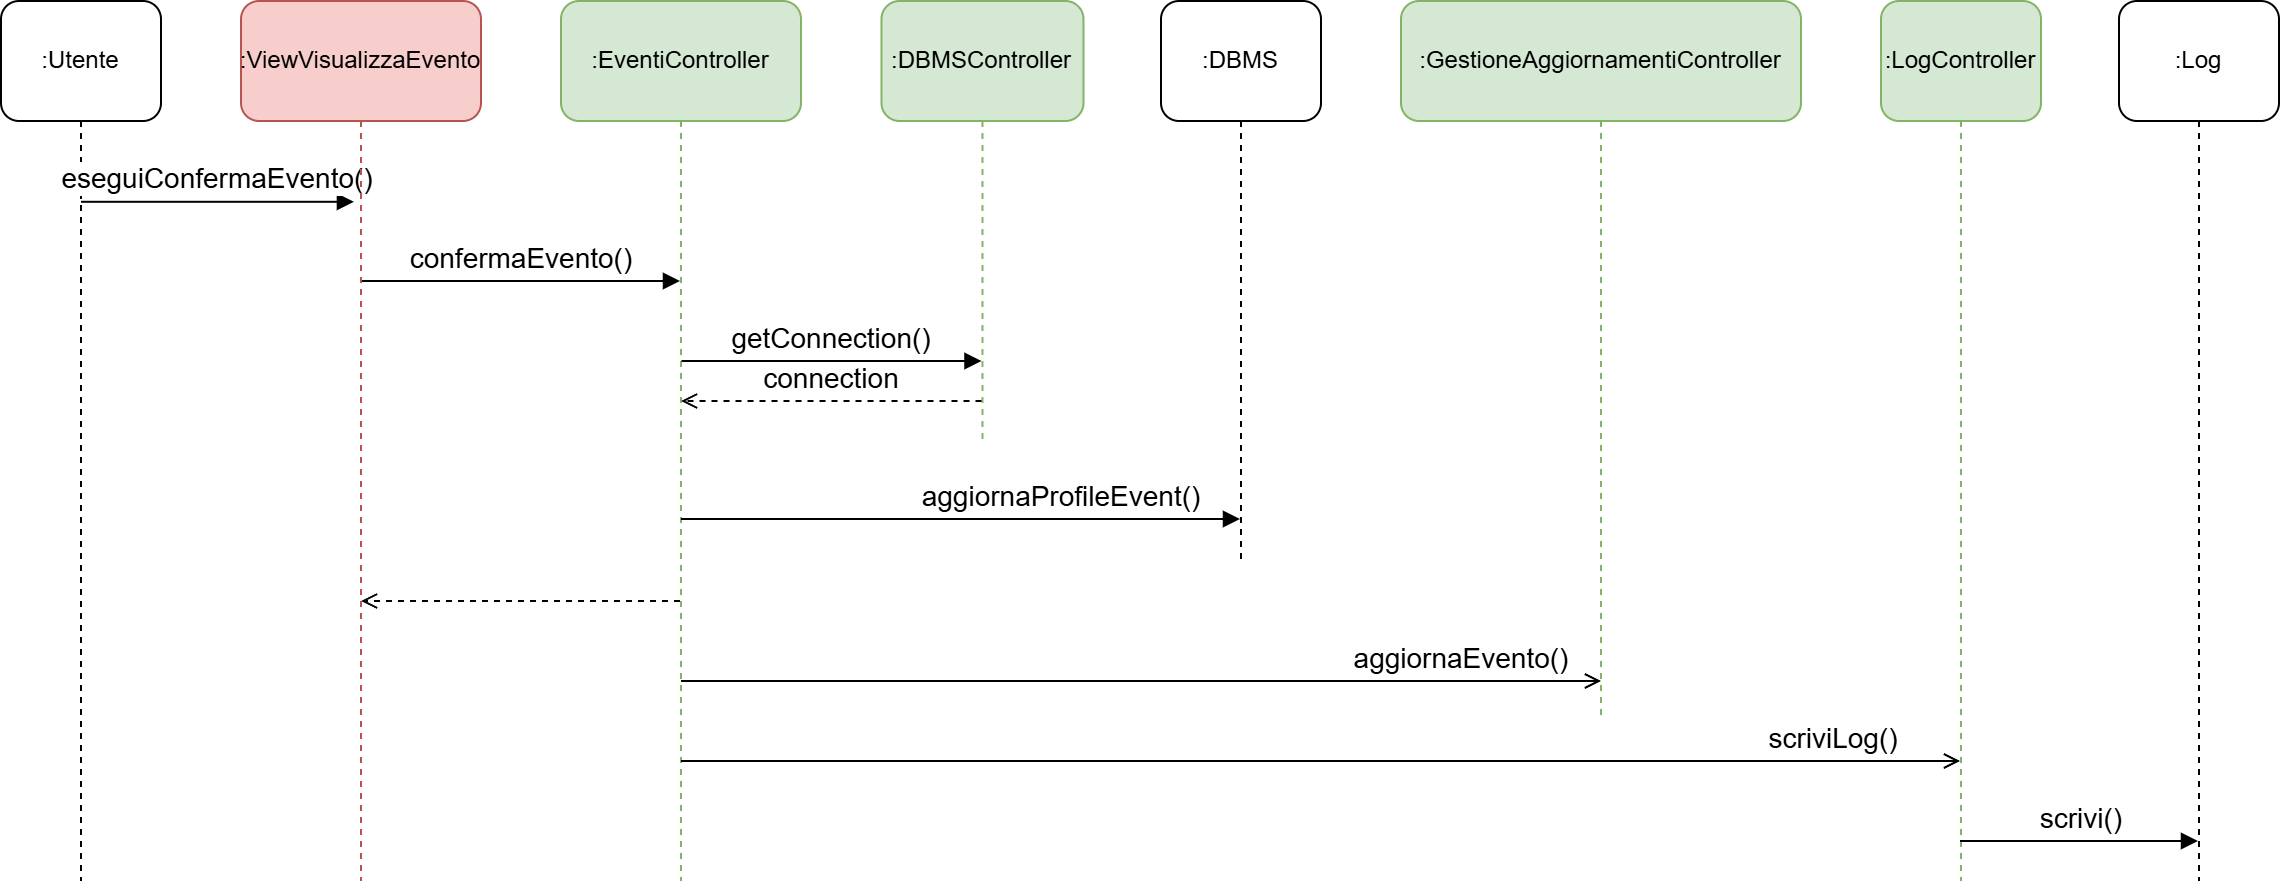 :Utente
:ViewVisualizzaEvento
:EventiController
:DBMSController
:DBMS
:GestioneAggiornamentiController
:LogController
:Log
eseguiConfermaEvento()
confermaEvento()
getConnection()
connection
aggiornaProfileEvent()
aggiornaEvento()
scriviLog()
scrivi()